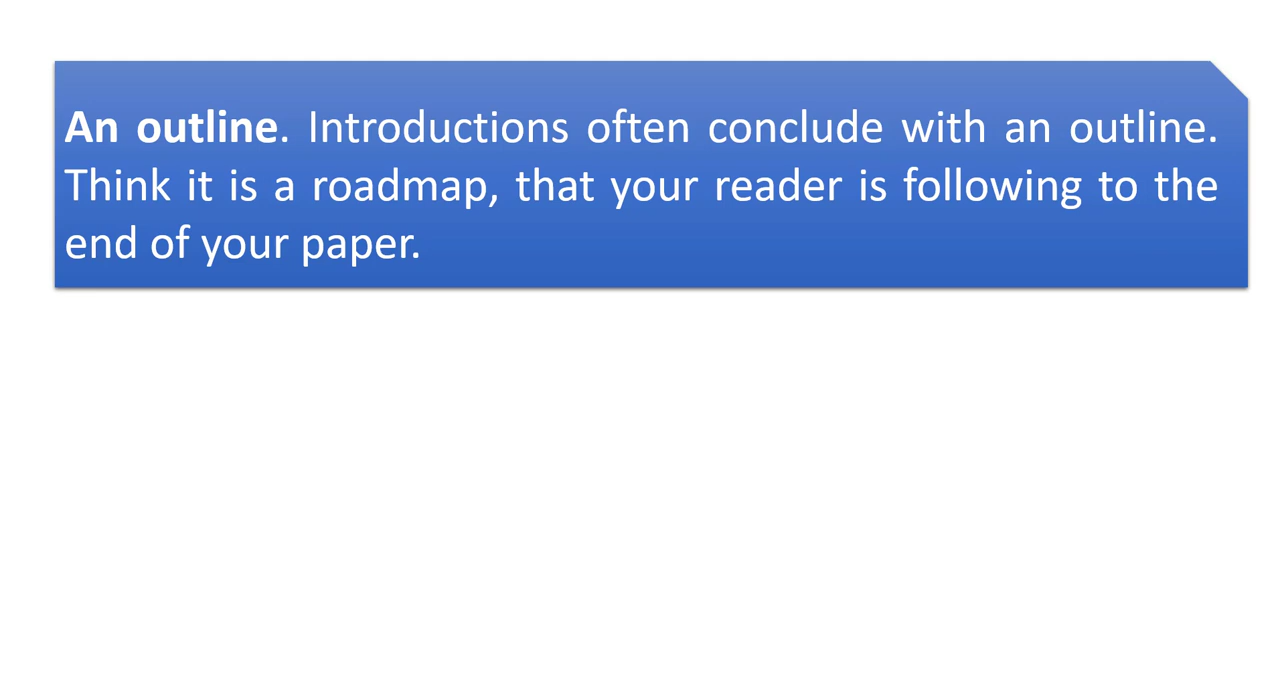 An outline. Introductions often conclude with an outline.
Think it is a roadmap, that your reader is following to the
end of your paper.